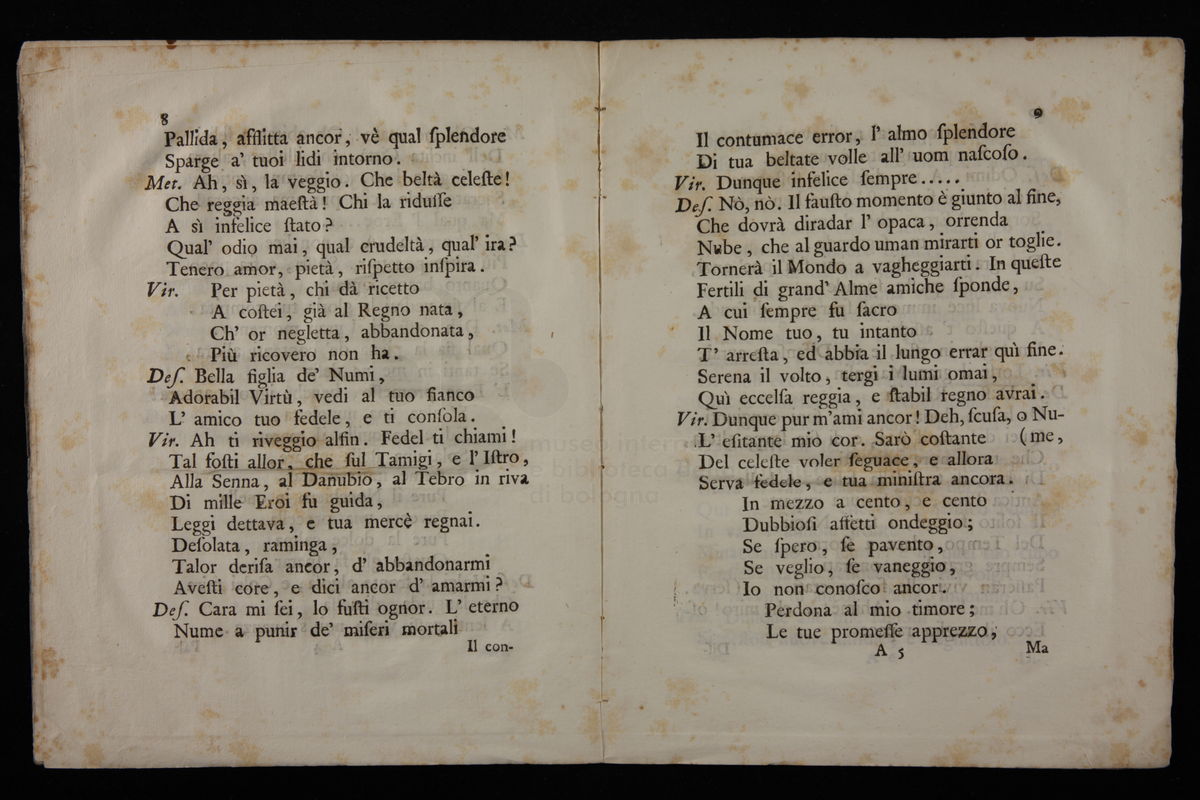 8
Pallida, afflitta ancor, vè qual ſplendore
Sparge a' tuoi lidi intorno.
Met. Ah, sì, la veggio. Che beltà celeſte!
Che reggia maeſtà! Chi la riduſſe
A sì infelice ſtato?
Qual' odio mai, qual crudeltà, qual' ira?
Tenero amor, pietà, riſpetto inſpira.
Vir. Per pietà, chi dà ricetto
A coſtei, già al Regno nata,
Ch' or negletta, abbandonata,
Più ricovero non ha.
Deſ. Bella figlia de' Numi,
Adorabil Virtù, vedi al tuo fianco
L' amico tuo fedele, e ti conſola.
Vir. Ah ti riveggio alfin. Fedel ti chiami!
Tal foſti allor, che ſul Tamigi, e l' Iſtro,
Alla Senna, al Danubio, al Tebro in riva
Di mille Eroi fu guida,
Leggi dettava, e tua mercè regnai.
Deſolata, raminga,
Talor deriſa ancor, d' abbandonarmi
Aveſti core, e dici ancor d' amarmi?
Deſ. Cara mi ſei, lo fuſti ognor. L' eterno
Nume a punir de' miſeri mortali
Il con-
9
Il contumace error, l' almo ſplendore
Di tua beltate volle all' uom naſcoſo.
Vir. Dunque infelice ſempre.....
Deſ. Nò, nò. Il fauſto momento è giunto al fine,
Che dovrà diradar l' opaca, orrenda
Nube, che al guardo uman mirarti or toglie.
Tornerà il Mondo a vagheggiarti. In queſte
Fertili di grand' Alme amiche ſponde,
A cui ſempre fu ſacro
Il Nome tuo, tu intanto
T' arreſta, ed abbia il lungo errar quì fine.
Serena il volto, tergi i lumi omai,
Quì eccelſa reggia, e ſtabil regno avrai.
Vir. Dunque pur m'ami ancor! Deh, ſcuſa, o Nu-
L' eſitante mio cor. Sarò coſtante (me,
Del celeſte voler ſeguace, e allora
Serva fedele, e tua miniſtra ancora.
In mezzo a cento, e cento
Dubbioſi affetti ondeggio;
Se ſpero, ſe pavento,
Se veglio, ſe vaneggio,
Io non conoſco ancor.
Perdona al mio timore;
Le tue promeſſe apprezzo,
A 5 Ma